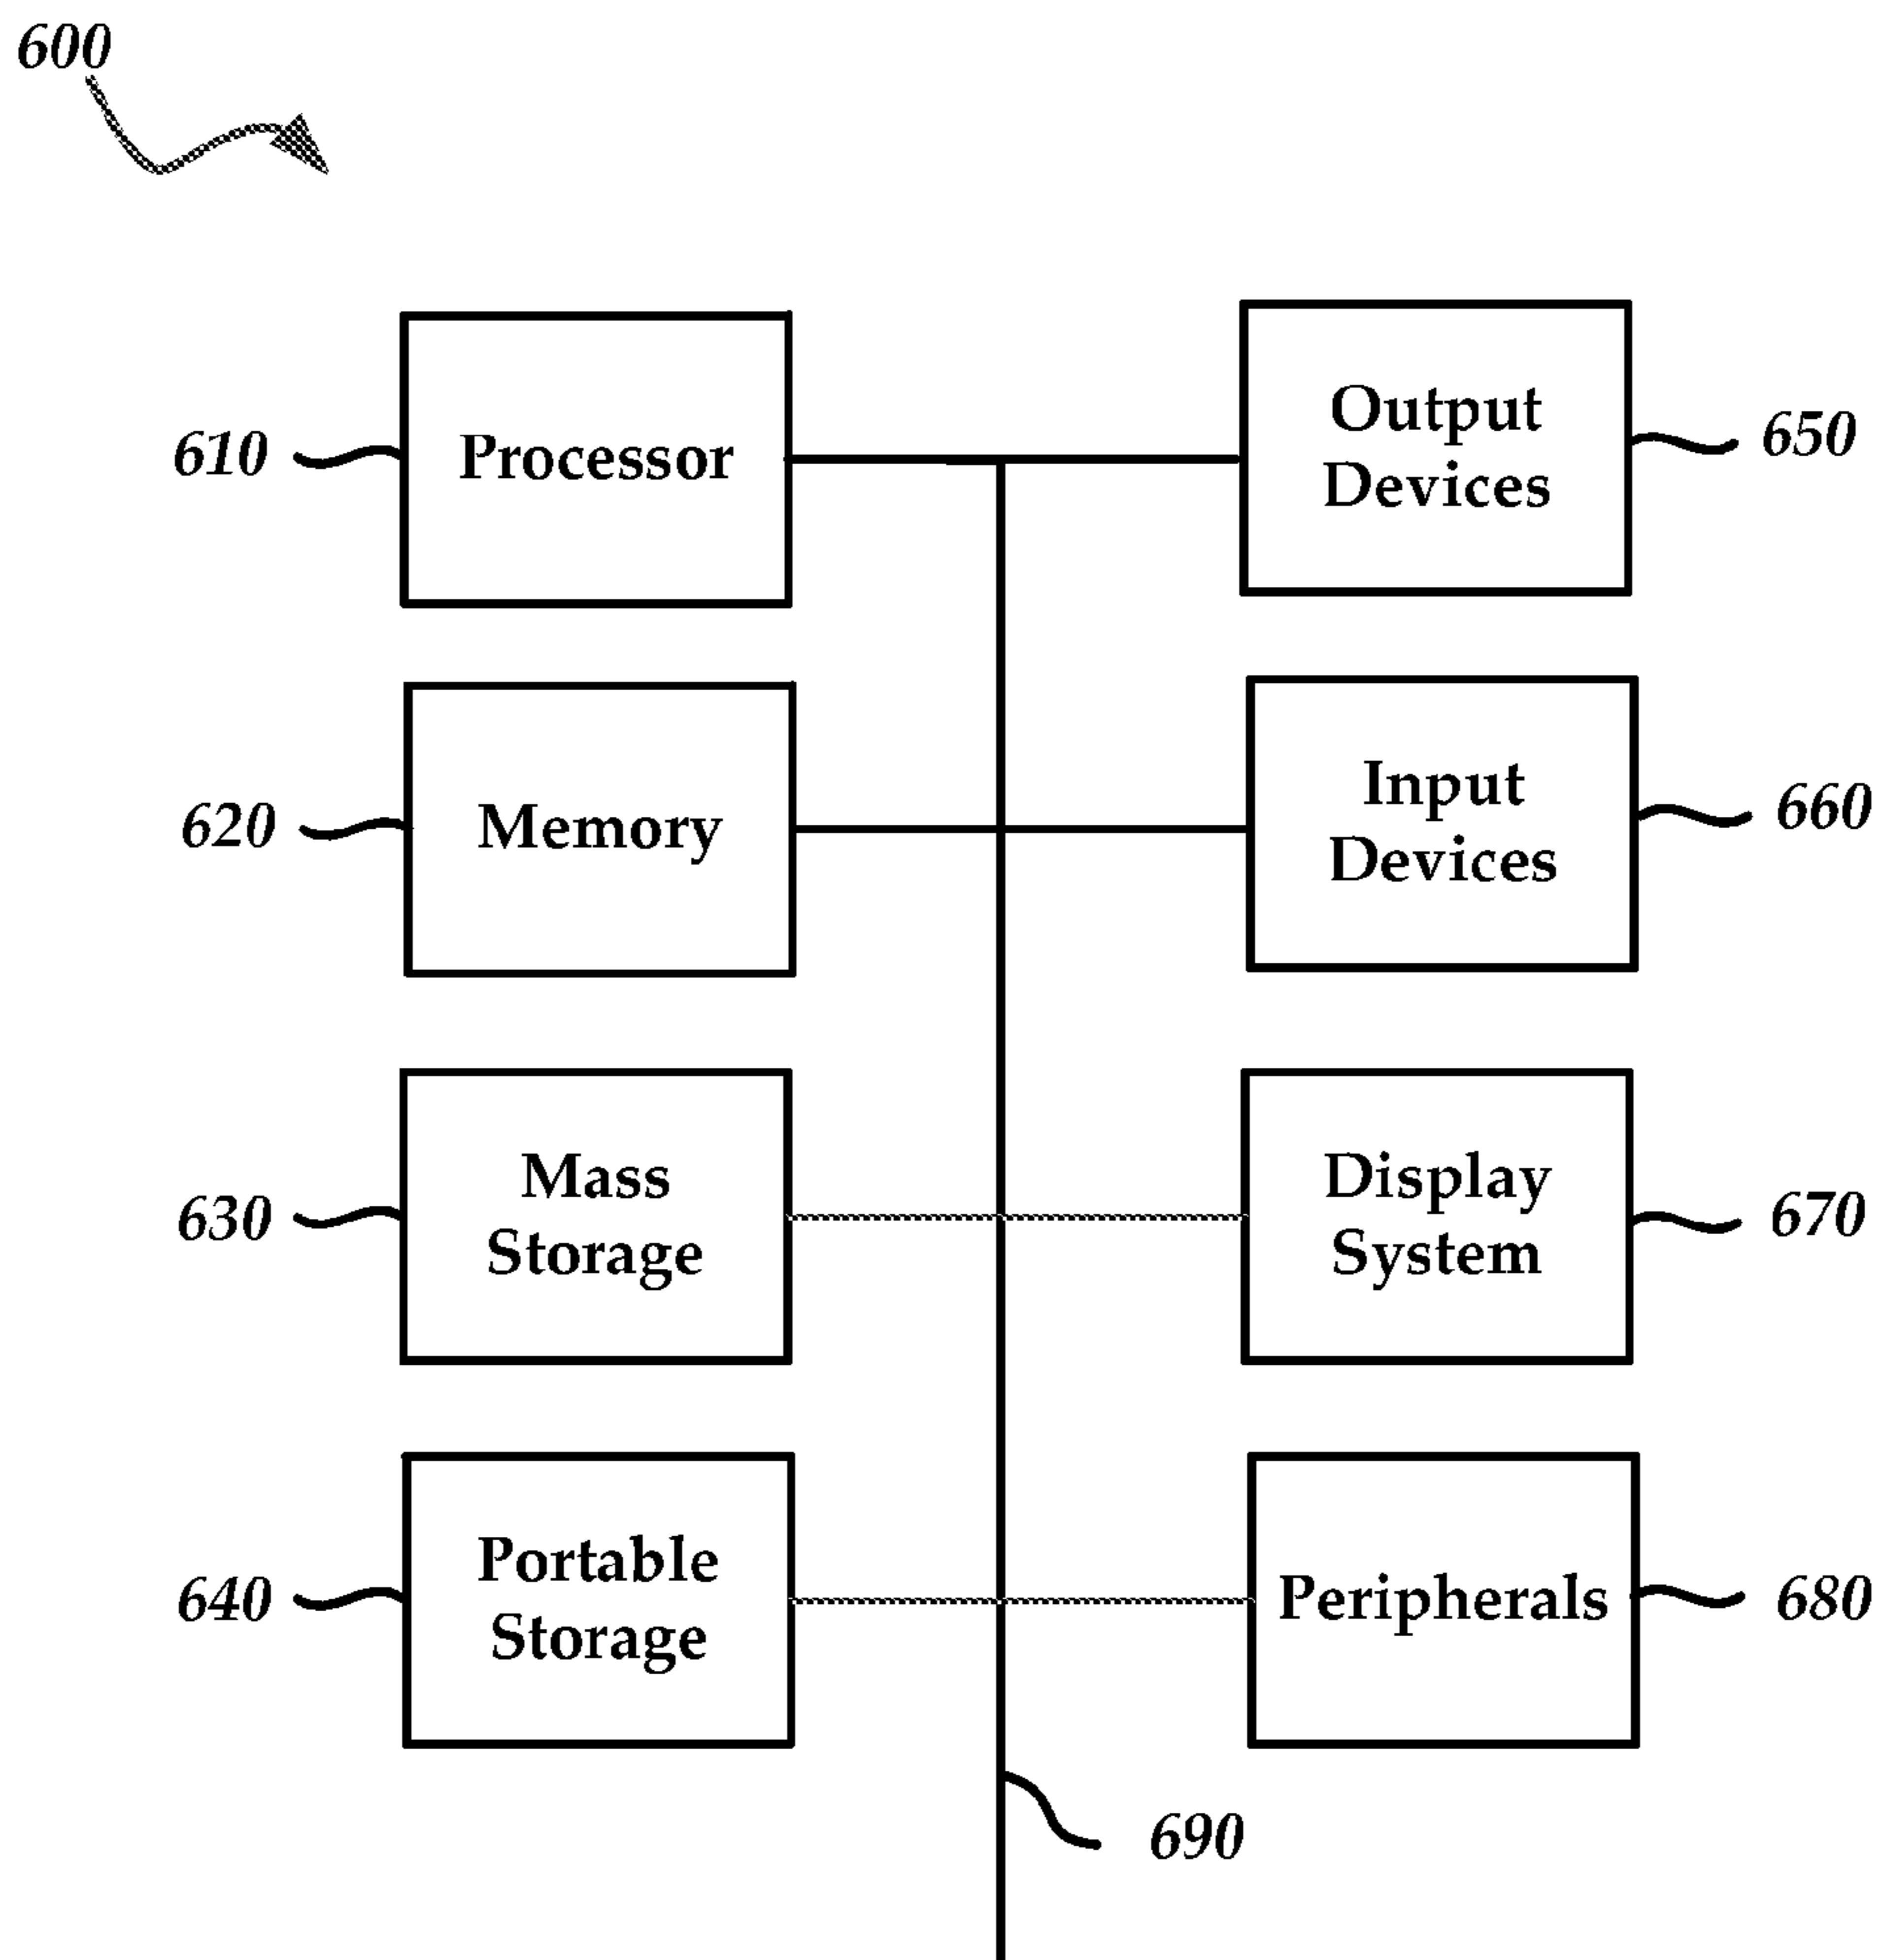 600
610
Processor
Output
Devices
650
620
Memory
Input
Devices
660
630
Mass
Storage
Display
System
670
640
Portable
Storage
Peripherals
680
690